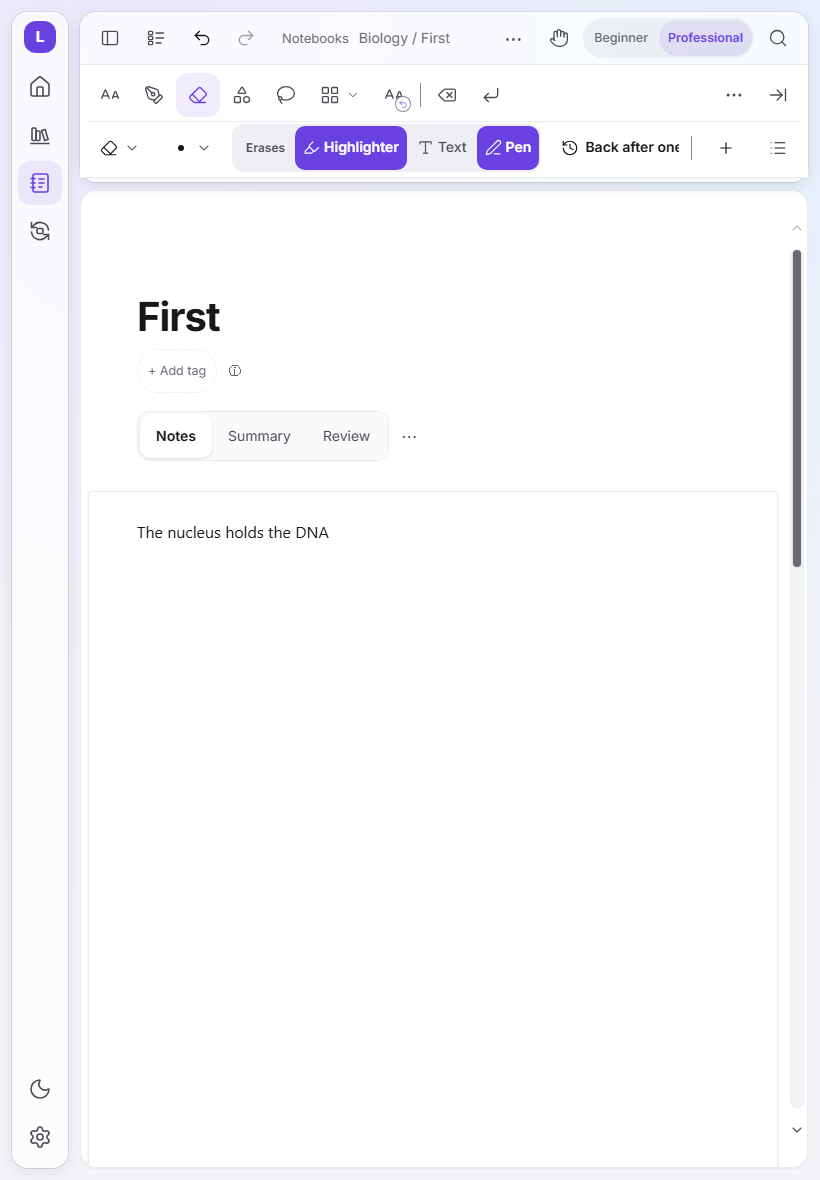 L
Notebooks Biology / First
Beginner Professional
Erases Highlighter Text Pen Back after one
First
+ Add tag
Notes Summary Review
The nucleus holds the DNA